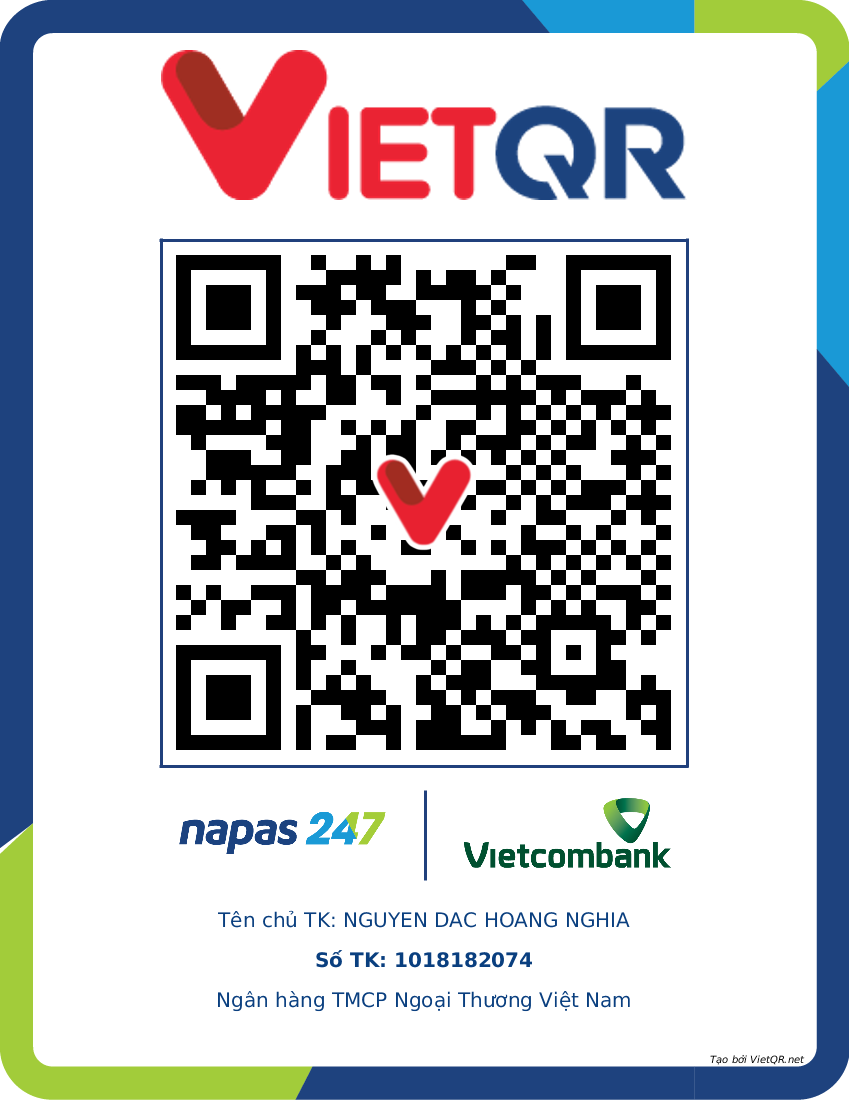 VIETQR
napas 247
Vietcombank
Tên chủ TK: NGUYEN DAC HOANG NGHIA
Số TK: 1018182074
Ngân hàng TMCP Ngoại Thương Việt Nam
Tạo bởi VietQR.net